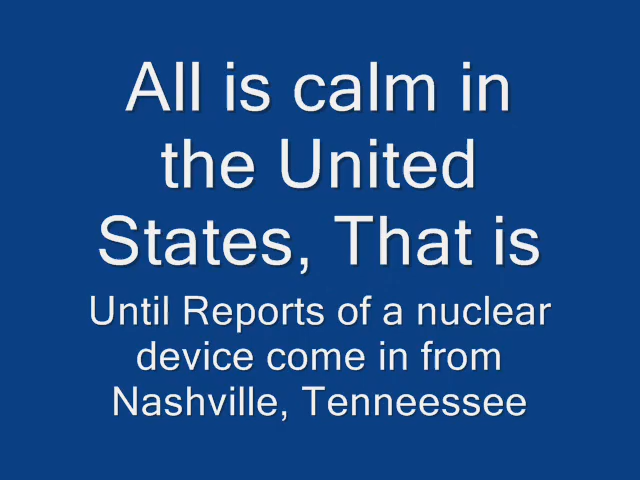 All is calm in
the United
States, That is
Until Reports of a nuclear
device come in from
Nashville, Tenneessee